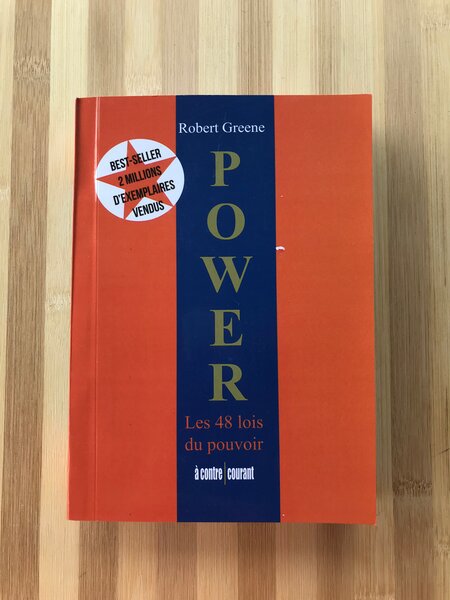 Robert Greene
BEST-SELLER
2 MILLIONS
D'EXEMPLAIRES
VENDUS
POWER
Les 48 lois
du pouvoir
à contre courant